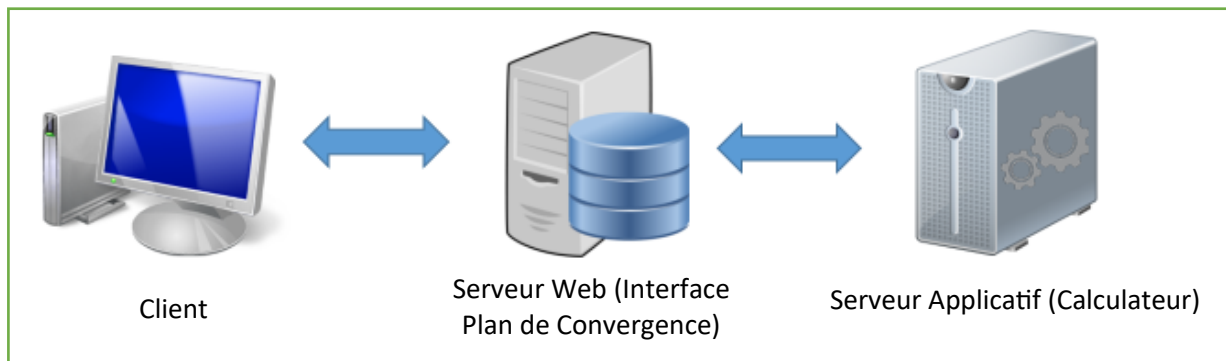 Client
Serveur Web (Interface
Plan de Convergence)
Serveur Applicatif (Calculateur)